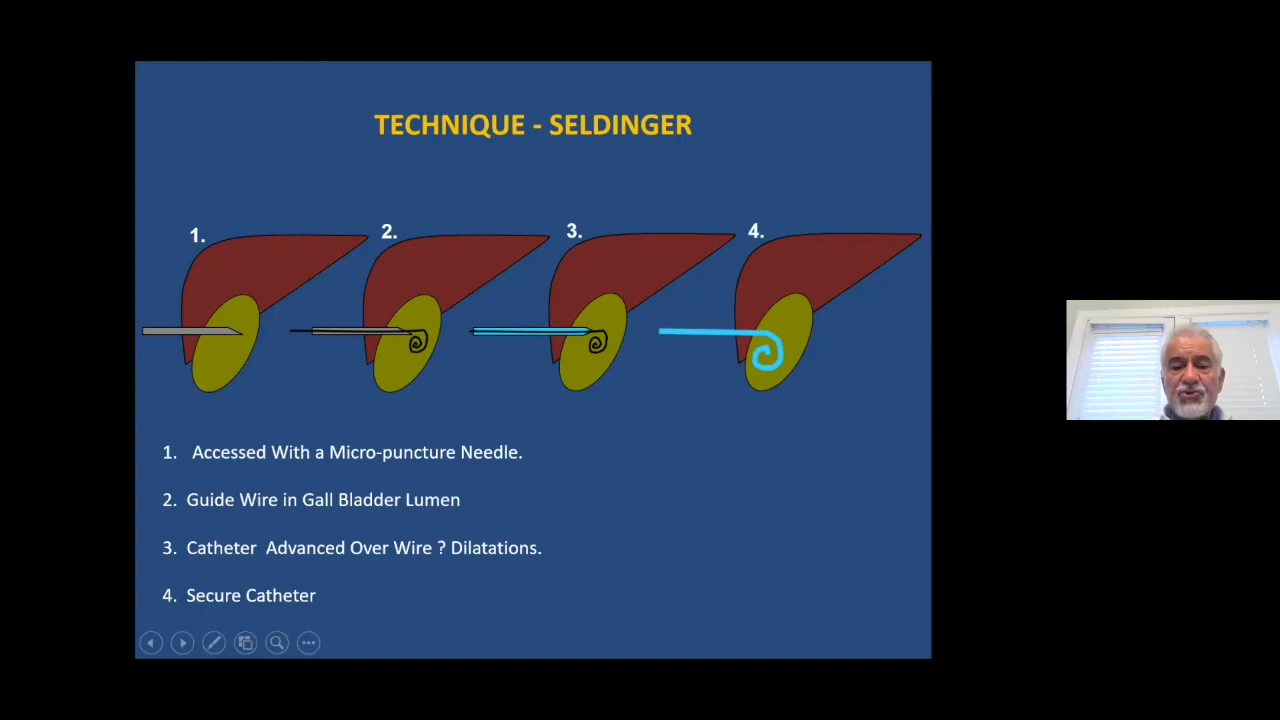 TECHNIQUE - SELDINGER
1.
2.
3.
4.
1. Accessed With a Micro-puncture Needle.
2. Guide Wire in Gall Bladder Lumen
3. Catheter Advanced Over Wire ? Dilatations.
4. Secure Catheter